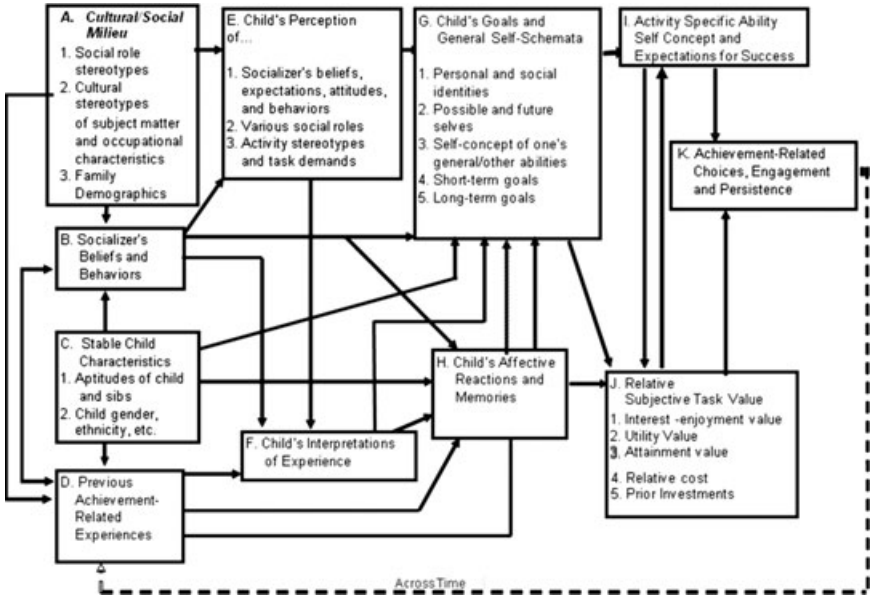 A. Cultural/Social
Milieu
1. Social role
stereotypes
2. Cultural
stereotypes
of subject matter
and occupational
characteristics
3. Family
Demographics
B. Socializer's
Beliefs and
Behaviors
C. Stable Child
Characteristics
1. Aptitudes of child
and sibs
2. Child gender,
ethnicity, etc.
D. Previous
Achievement-
Related
Experiences
E. Child's Perception
of...
1. Socializer's beliefs,
expectations, attitudes,
and behaviors
2. Various social roles
3. Activity stereotypes
and task demands
F. Child's Interpretations
of Experience
G. Child's Goals and
General Self-Schemata
1. Personal and social
identities
2. Possible and future
selves
3. Self-concept of one's
general/other abilities
4. Short-term goals
5. Long-term goals
H. Child's Affective
Reactions and
Memories
I. Activity Specific Ability
Self Concept and
Expectations for Success
K. Achievement-Related
Choices, Engagement
and Persistence
J. Relative
Subjective Task Value
1. Interest -enjoyment value
2. Utility Value
3. Attainment value
4. Relative cost
5. Prior Investments
Across Time